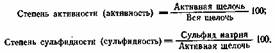 Степень активности (активность) = Активная щелочь / Вся щелочь 100;
Степень сульфидности (сульфидность) = Сульфид натрия / Активная щелочь 100.